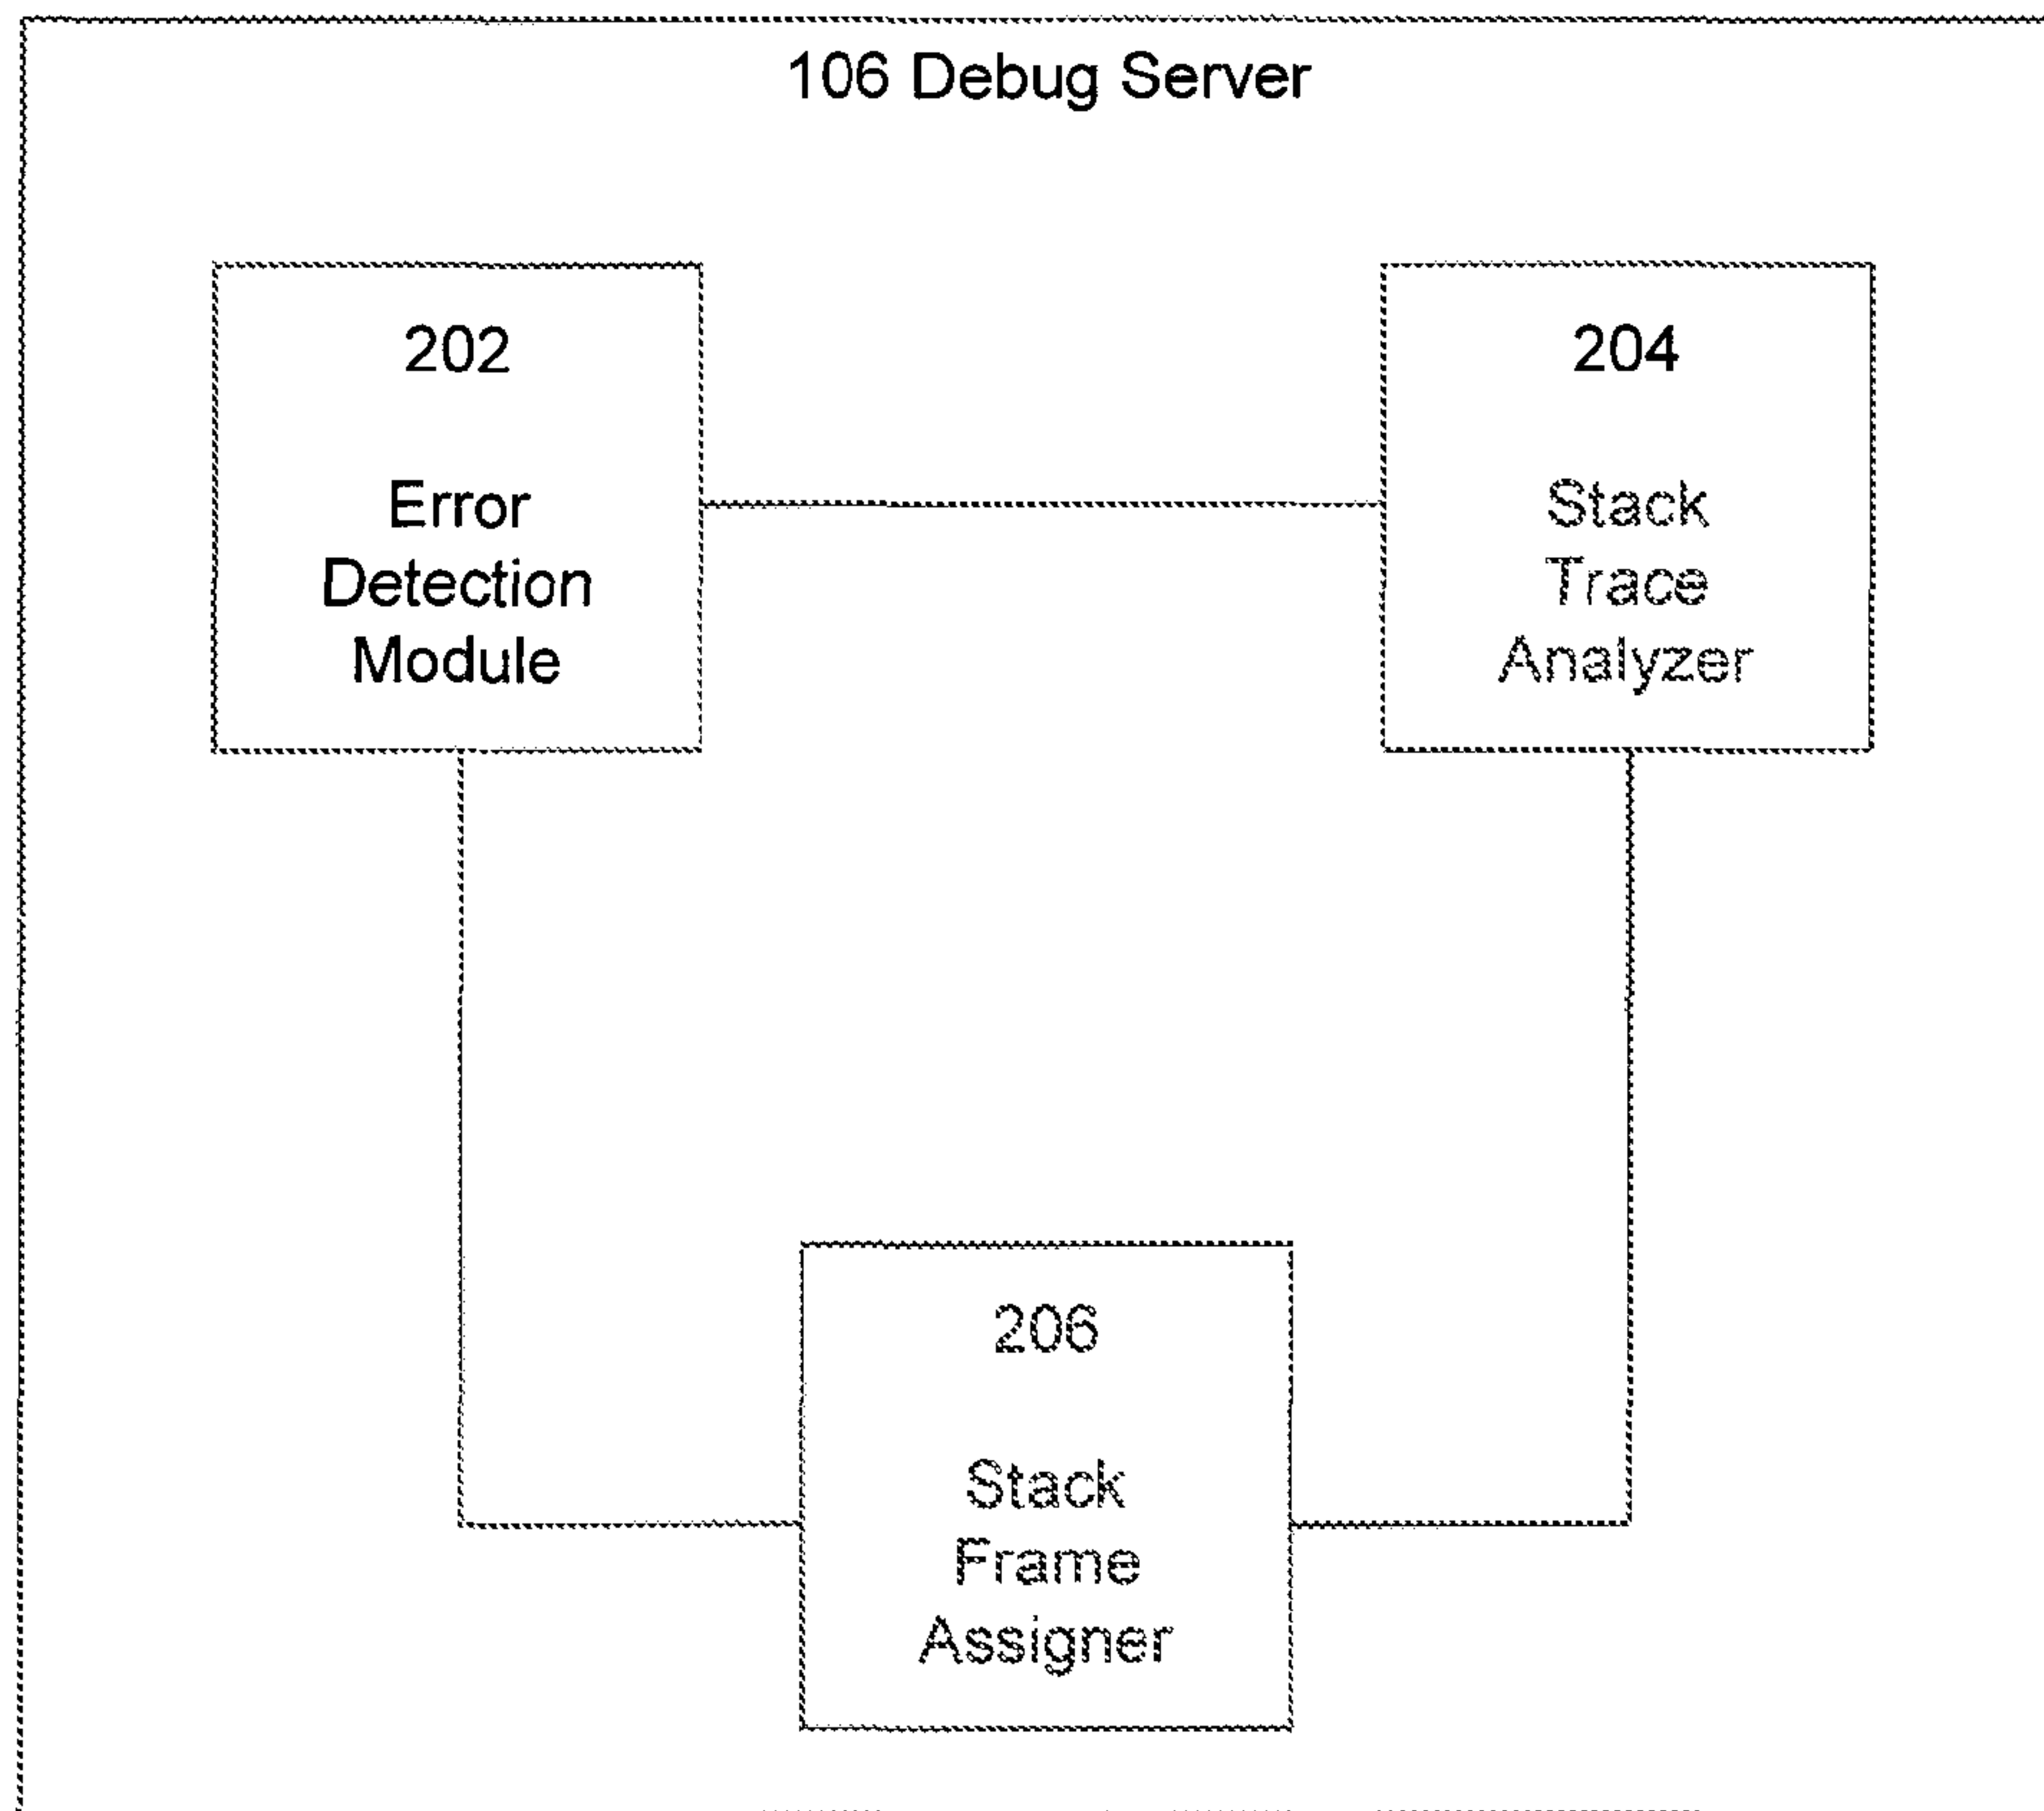 106 Debug Server
202
Error
Detection
Module
204
Stack
Trace
Analyzer
206
Stack
Frame
Assigner